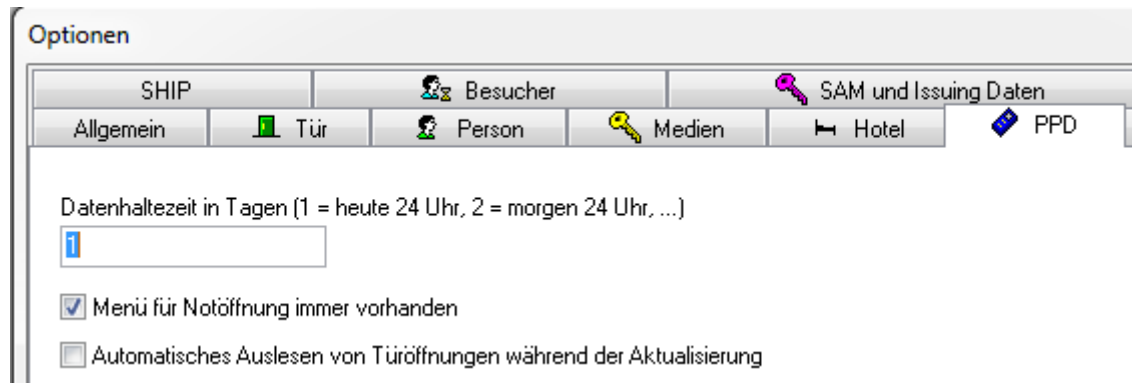 Optionen
SHIP Besucher SAM und Issuing Daten
Allgemein Tür Person Medien Hotel PPD
Datenhaltezeit in Tagen (1 = heute 24 Uhr, 2 = morgen 24 Uhr, ...)
1
Menü für Notöffnung immer vorhanden
Automatisches Auslesen von Türöffnungen während der Aktualisierung